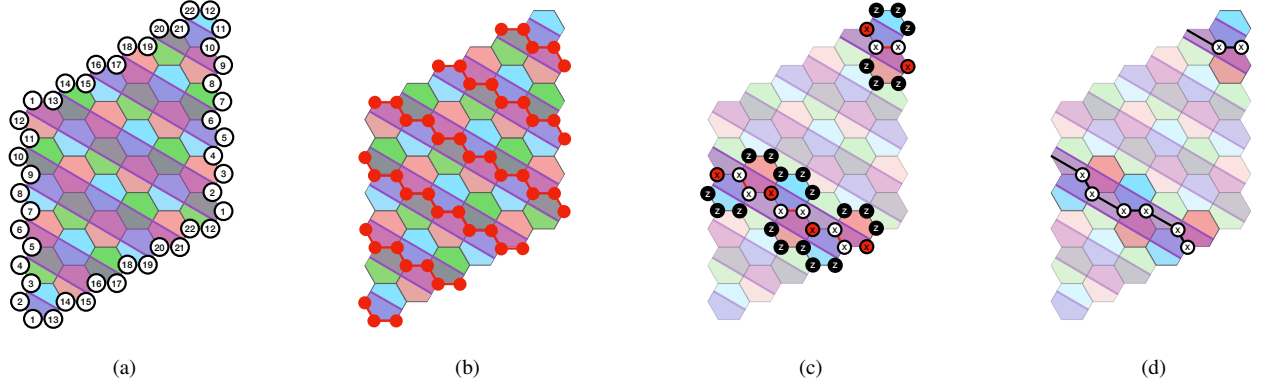 22 12
20 21 11
18 19 10
16 17 9
14 15 8
1 13 7
12 6
11 5
10 4
9 3
8 2
7 1
6 22 12
5 20 21
4 18 19
3 16 17
2 14 15
1 13
(a)
(b)
Z Z
X Z
X X
Z X
Z Z
Z Z
X X Z Z
Z X X Z
Z Z X X Z Z
Z X X Z
Z Z X X
Z Z
(c)
X X
X
X
X X
X
X
(d)